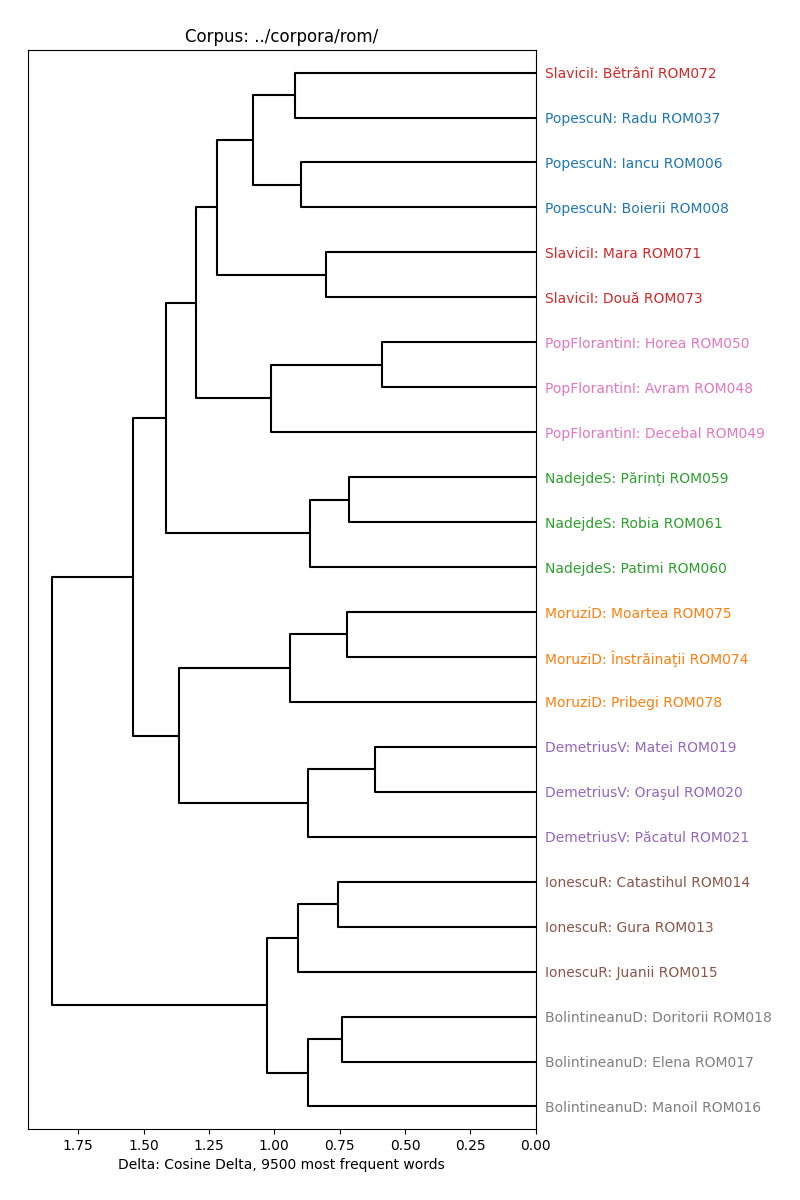 Corpus: ../corpora/rom/
SlaviciI: Bĕtrânĭ ROM072
PopescuN: Radu ROM037
PopescuN: Iancu ROM006
PopescuN: Boierii ROM008
SlaviciI: Mara ROM071
SlaviciI: Două ROM073
PopFlorantinI: Horea ROM050
PopFlorantinI: Avram ROM048
PopFlorantinI: Decebal ROM049
NadejdeS: Părinți ROM059
NadejdeS: Robia ROM061
NadejdeS: Patimi ROM060
MoruziD: Moartea ROM075
MoruziD: Înstrăinaţii ROM074
MoruziD: Pribegi ROM078
DemetriusV: Matei ROM019
DemetriusV: Oraşul ROM020
DemetriusV: Păcatul ROM021
IonescuR: Catastihul ROM014
IonescuR: Gura ROM013
IonescuR: Juanii ROM015
BolintineanuD: Doritorii ROM018
BolintineanuD: Elena ROM017
BolintineanuD: Manoil ROM016
1.75 1.50 1.25 1.00 0.75 0.50 0.25 0.00
Delta: Cosine Delta, 9500 most frequent words